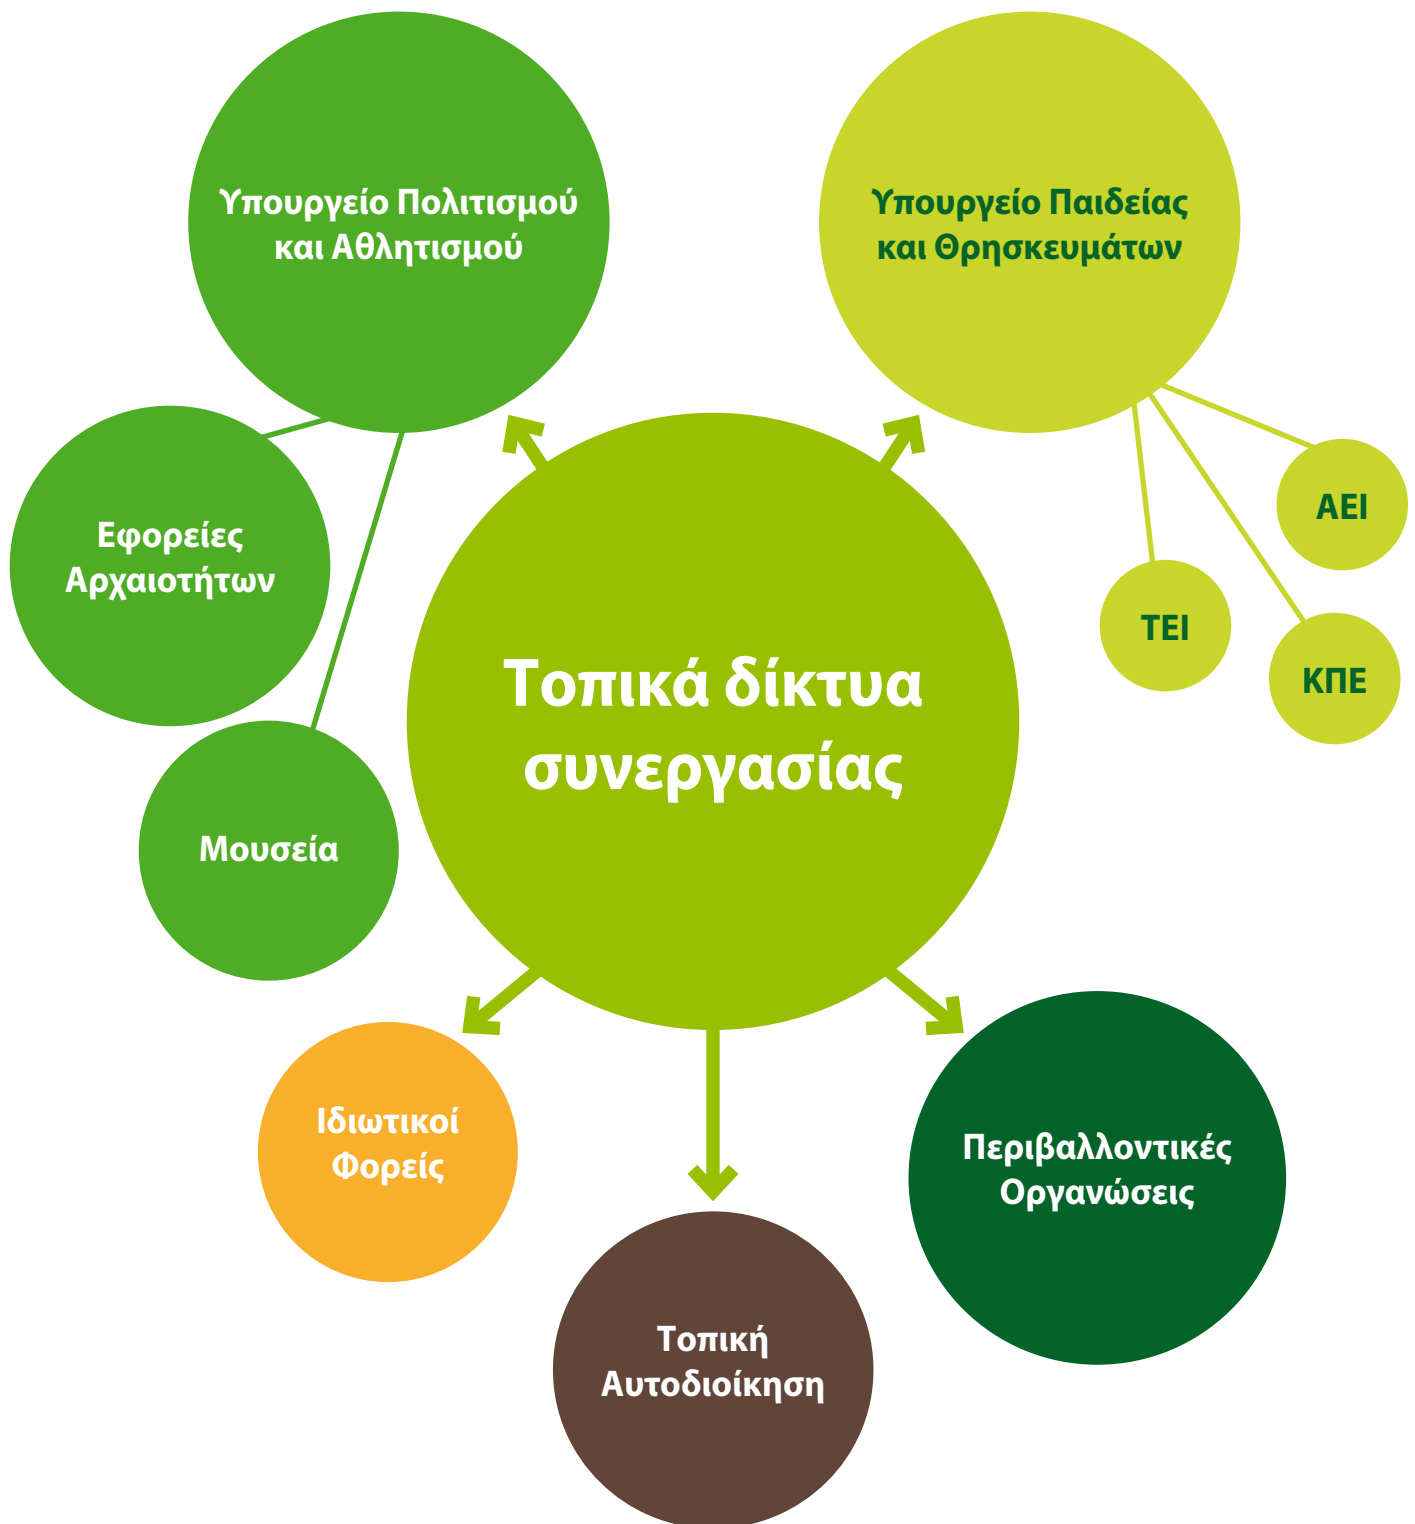 Υπουργείο Πολιτισμού
και Αθλητισμού
Υπουργείο Παιδείας
και Θρησκευμάτων
Εφορείες
Αρχαιοτήτων
ΑΕΙ
ΤΕΙ
ΚΠΕ
Τοπικά δίκτυα
συνεργασίας
Μουσεία
Ιδιωτικοί
Φορείς
Περιβαλλοντικές
Οργανώσεις
Τοπική
Αυτοδιοίκηση